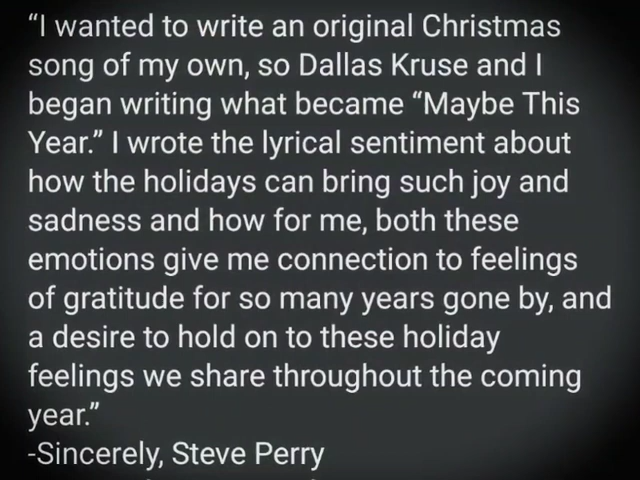 “I wanted to write an original Christmas
song of my own, so Dallas Kruse and I
began writing what became “Maybe This
Year.” I wrote the lyrical sentiment about
how the holidays can bring such joy and
sadness and how for me, both these
emotions give me connection to feelings
of gratitude for so many years gone by, and
a desire to hold on to these holiday
feelings we share throughout the coming
year.”
-Sincerely, Steve Perry